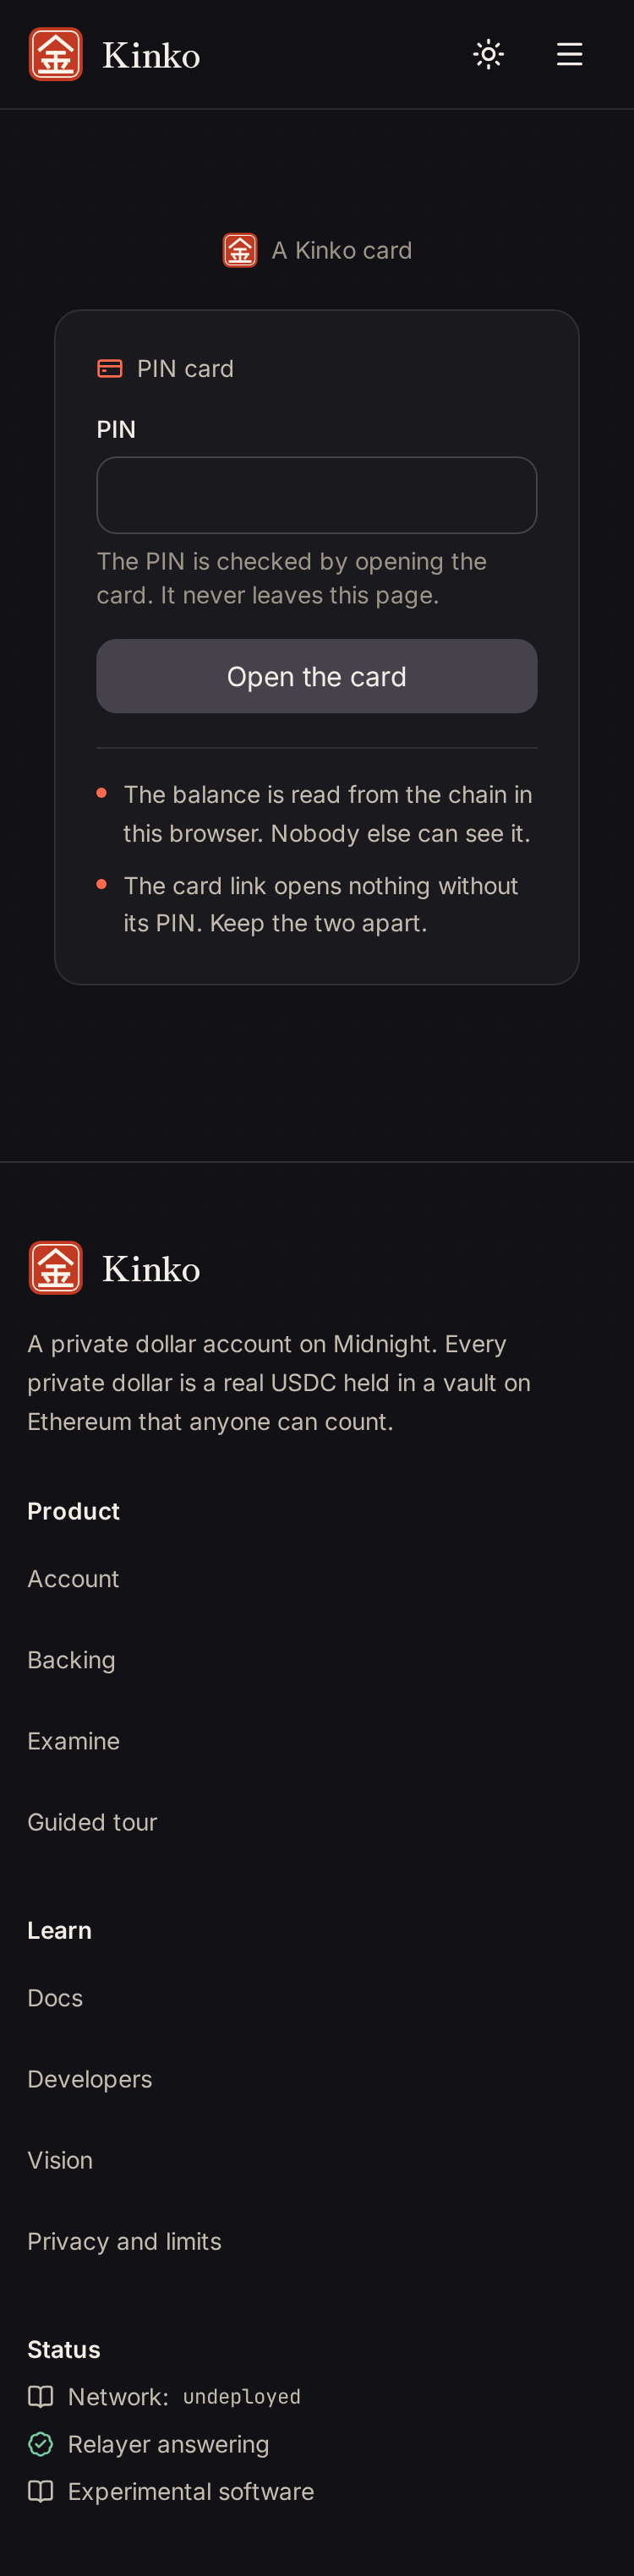 金 Kinko
金 A Kinko card
PIN card
PIN
The PIN is checked by opening the
card. It never leaves this page.
Open the card
The balance is read from the chain in
this browser. Nobody else can see it.
The card link opens nothing without
its PIN. Keep the two apart.
金 Kinko
A private dollar account on Midnight. Every
private dollar is a real USDC held in a vault on
Ethereum that anyone can count.
Product
Account
Backing
Examine
Guided tour
Learn
Docs
Developers
Vision
Privacy and limits
Status
Network: undeployed
Relayer answering
Experimental software